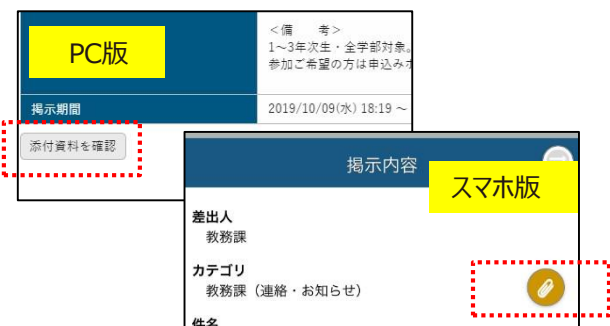 PC版
<備　　考>
1～3年次生・全学部対象。
参加ご希望の方は申込み
掲示期間
2019/10/09(水) 18:19 ～
添付資料を確認
掲示内容
スマホ版
差出人
教務課
カテゴリ
教務課（連絡・お知らせ）
件名